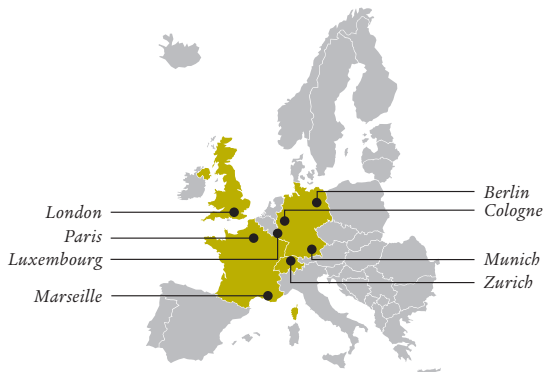 London
Paris
Luxembourg
Marseille
Berlin
Cologne
Munich
Zurich